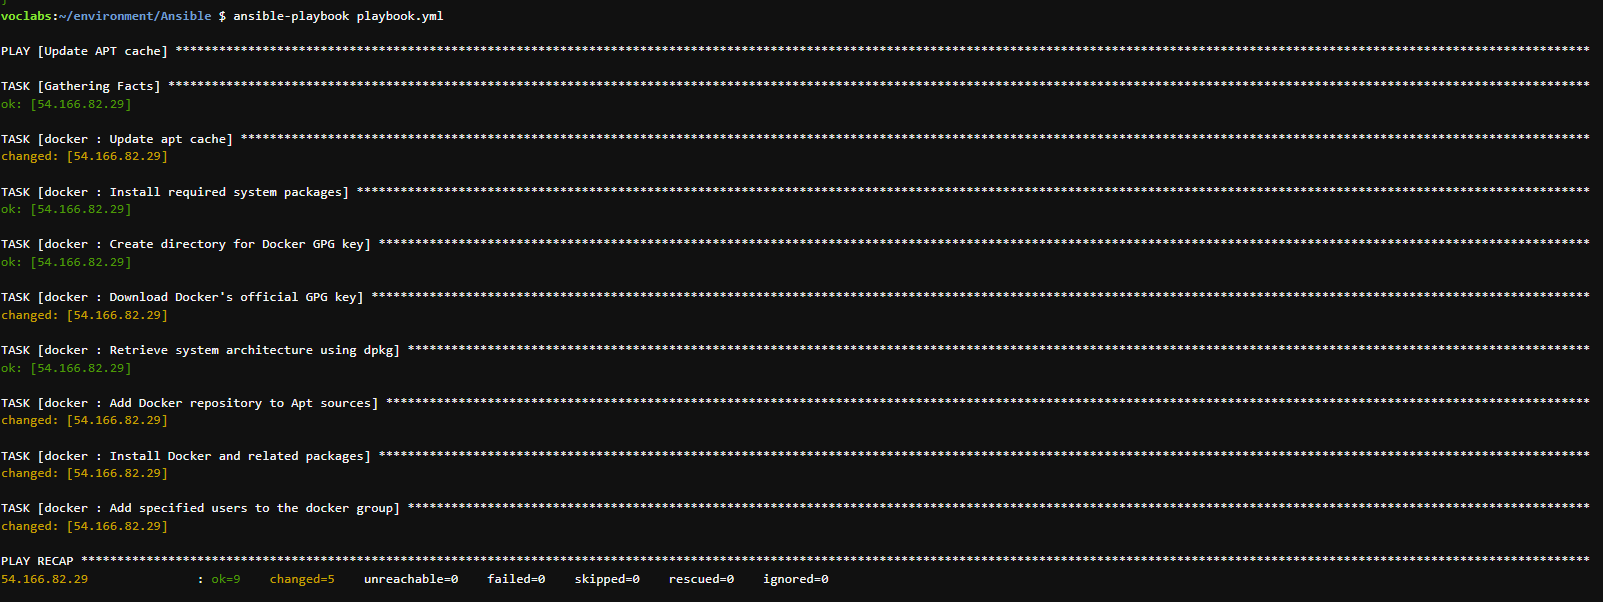 voclabs:~/environment/Ansible $ ansible-playbook playbook.yml
PLAY [Update APT cache] ****************************************************************************************************************************************************************************************************
TASK [Gathering Facts] *****************************************************************************************************************************************************************************************************
ok: [54.166.82.29]
TASK [docker : Update apt cache] *******************************************************************************************************************************************************************************************
changed: [54.166.82.29]
TASK [docker : Install required system packages] ***************************************************************************************************************************************************************************
ok: [54.166.82.29]
TASK [docker : Create directory for Docker GPG key] ************************************************************************************************************************************************************************
ok: [54.166.82.29]
TASK [docker : Download Docker's official GPG key] *************************************************************************************************************************************************************************
changed: [54.166.82.29]
TASK [docker : Retrieve system architecture using dpkg] ********************************************************************************************************************************************************************
ok: [54.166.82.29]
TASK [docker : Add Docker repository to Apt sources] ***********************************************************************************************************************************************************************
changed: [54.166.82.29]
TASK [docker : Install Docker and related packages] ************************************************************************************************************************************************************************
changed: [54.166.82.29]
TASK [docker : Add specified users to the docker group] ********************************************************************************************************************************************************************
changed: [54.166.82.29]
PLAY RECAP *****************************************************************************************************************************************************************************************************************
54.166.82.29               : ok=9    changed=5    unreachable=0    failed=0    skipped=0    rescued=0    ignored=0